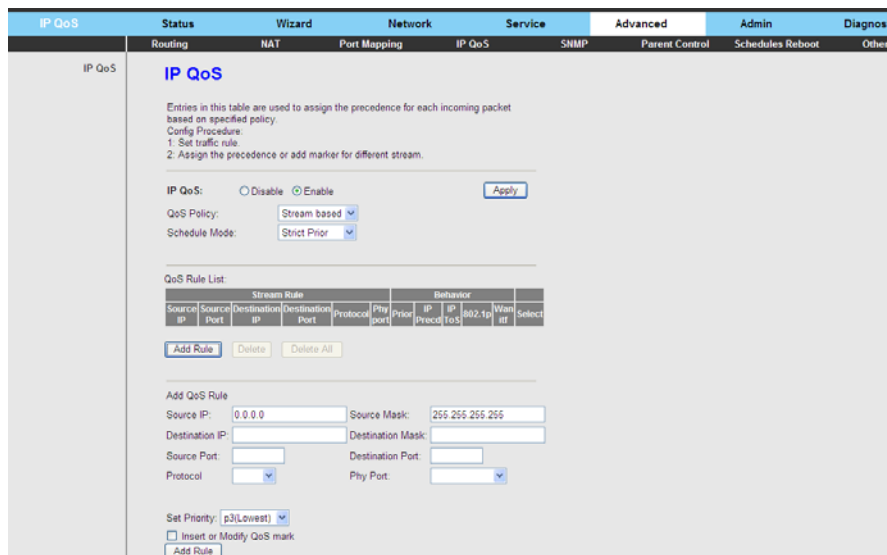 IP QoS Status Wizard Network Service Advanced Admin Diagnos
Routing NAT Port Mapping IP QoS SNMP Parent Control Schedules Reboot Othe
IP QoS
IP QoS
Entries in this table are used to assign the precedence for each incoming packet
based on specified policy.
Config Procedure:
1: Set traffic rule.
2: Assign the precedence or add marker for different stream.
IP QoS: Disable Enable Apply
QoS Policy: Stream based
Schedule Mode: Strict Prior
QoS Rule List:
Stream Rule Behavior
Source IP Source Port Destination IP Destination Port Protocol Phy port Prior IP Precd IP ToS 802.1p Wan itf Select
Add Rule Delete Delete All
Add QoS Rule
Source IP: 0.0.0.0 Source Mask: 255.255.255.255
Destination IP: Destination Mask:
Source Port: Destination Port:
Protocol Phy Port:
Set Priority: p3(Lowest)
Insert or Modify QoS mark
Add Rule